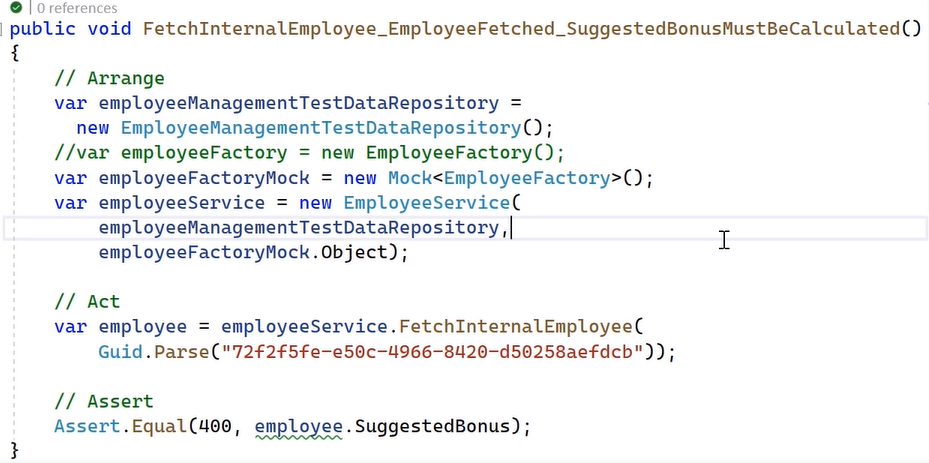 0 references
public void FetchInternalEmployee_EmployeeFetched_SuggestedBonusMustBeCalculated()
{
    // Arrange
    var employeeManagementTestDataRepository =
      new EmployeeManagementTestDataRepository();
    //var employeeFactory = new EmployeeFactory();
    var employeeFactoryMock = new Mock<EmployeeFactory>();
    var employeeService = new EmployeeService(
        employeeManagementTestDataRepository,
        employeeFactoryMock.Object);

    // Act
    var employee = employeeService.FetchInternalEmployee(
        Guid.Parse("72f2f5fe-e50c-4966-8420-d50258aefdcb"));

    // Assert
    Assert.Equal(400, employee.SuggestedBonus);
}